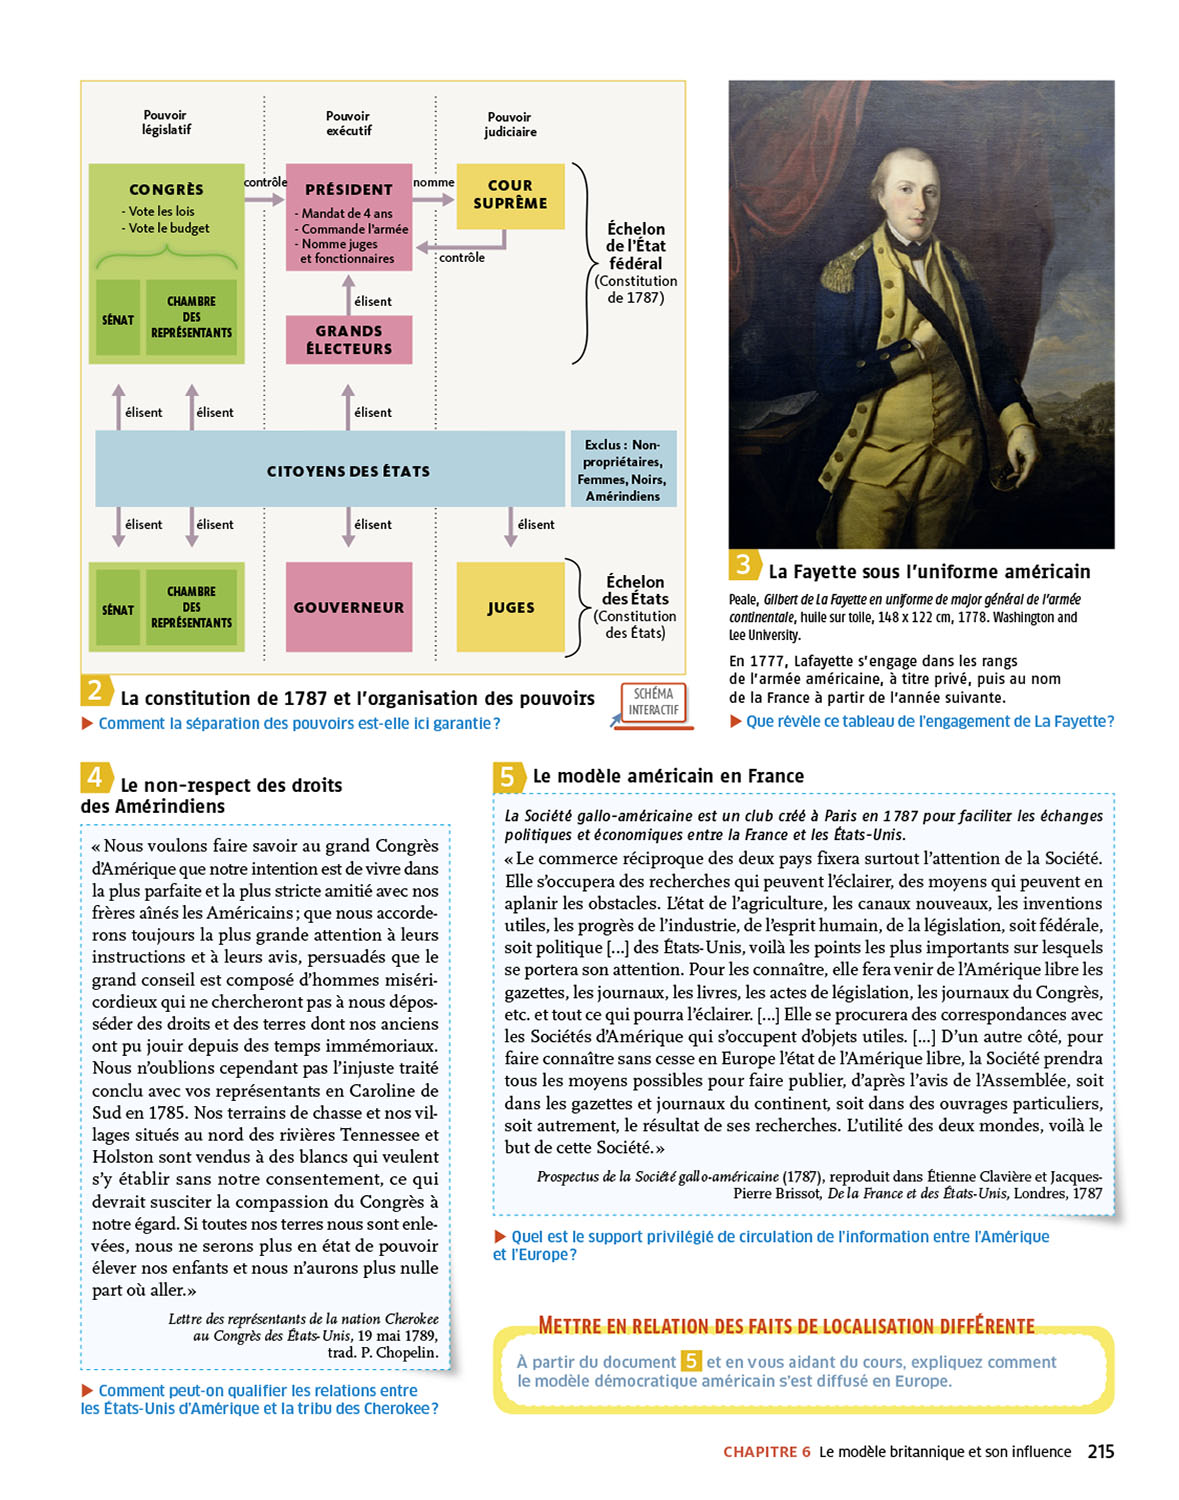 Pouvoir
législatif
Pouvoir
exécutif
Pouvoir
judiciaire
CONGRÈS
- Vote les lois
- Vote le budget
SÉNAT
CHAMBRE
DES
REPRÉSENTANTS
contrôle
PRÉSIDENT
- Mandat de 4 ans
- Commande l'armée
- Nomme juges
et fonctionnaires
nomme
COUR
SUPRÊME
contrôle
élisent
GRANDS
ÉLECTEURS
Échelon
de l'État
fédéral
(Constitution
de 1787)
élisent
élisent
élisent
CITOYENS DES ÉTATS
Exclus : Non-
propriétaires,
Femmes, Noirs,
Amérindiens
élisent
élisent
élisent
élisent
SÉNAT
CHAMBRE
DES
REPRÉSENTANTS
GOUVERNEUR
JUGES
Échelon
des États
(Constitution
des États)
2 La constitution de 1787 et l'organisation des pouvoirs
SCHÉMA
INTERACTIF
▶ Comment la séparation des pouvoirs est-elle ici garantie ?
3 La Fayette sous l'uniforme américain
Peale, Gilbert de La Fayette en uniforme de major général de l'armée
continentale, huile sur toile, 148 x 122 cm, 1778. Washington and
Lee University.
En 1777, Lafayette s'engage dans les rangs
de l'armée américaine, à titre privé, puis au nom
de la France à partir de l'année suivante.
▶ Que révèle ce tableau de l'engagement de La Fayette ?
4 Le non-respect des droits
des Amérindiens
« Nous voulons faire savoir au grand Congrès
d'Amérique que notre intention est de vivre dans
la plus parfaite et la plus stricte amitié avec nos
frères aînés les Américains ; que nous accorde-
rons toujours la plus grande attention à leurs
instructions et à leurs avis, persuadés que le
grand conseil est composé d'hommes miséri-
cordieux qui ne chercheront pas à nous dépos-
séder des droits et des terres dont nos anciens
ont pu jouir depuis des temps immémoriaux.
Nous n'oublions cependant pas l'injuste traité
conclu avec vos représentants en Caroline de
Sud en 1785. Nos terrains de chasse et nos vil-
lages situés au nord des rivières Tennessee et
Holston sont vendus à des blancs qui veulent
s'y établir sans notre consentement, ce qui
devrait susciter la compassion du Congrès à
notre égard. Si toutes nos terres nous sont enle-
vées, nous ne serons plus en état de pouvoir
élever nos enfants et nous n'aurons plus nulle
part où aller. »
Lettre des représentants de la nation Cherokee
au Congrès des États-Unis, 19 mai 1789,
trad. P. Chopelin.
▶ Comment peut-on qualifier les relations entre
les États-Unis d'Amérique et la tribu des Cherokee ?
5 Le modèle américain en France
La Société gallo-américaine est un club créé à Paris en 1787 pour faciliter les échanges
politiques et économiques entre la France et les États-Unis.
« Le commerce réciproque des deux pays fixera surtout l'attention de la Société.
Elle s'occupera des recherches qui peuvent l'éclairer, des moyens qui peuvent en
aplanir les obstacles. L'état de l'agriculture, les canaux nouveaux, les inventions
utiles, les progrès de l'industrie, de l'esprit humain, de la législation, soit fédérale,
soit politique [...] des États-Unis, voilà les points les plus importants sur lesquels
se portera son attention. Pour les connaître, elle fera venir de l'Amérique libre les
gazettes, les journaux, les livres, les actes de législation, les journaux du Congrès,
etc. et tout ce qui pourra l'éclairer. [...] Elle se procurera des correspondances avec
les Sociétés d'Amérique qui s'occupent d'objets utiles. [...] D'un autre côté, pour
faire connaître sans cesse en Europe l'état de l'Amérique libre, la Société prendra
tous les moyens possibles pour faire publier, d'après l'avis de l'Assemblée, soit
dans les gazettes et journaux du continent, soit dans des ouvrages particuliers,
soit autrement, le résultat de ses recherches. L'utilité des deux mondes, voilà le
but de cette Société. »
Prospectus de la Société gallo-américaine (1787), reproduit dans Étienne Clavière et Jacques-
Pierre Brissot, De la France et des États-Unis, Londres, 1787
▶ Quel est le support privilégié de circulation de l'information entre l'Amérique
et l'Europe ?
METTRE EN RELATION DES FAITS DE LOCALISATION DIFFÉRENTE
À partir du document 5 et en vous aidant du cours, expliquez comment
le modèle démocratique américain s'est diffusé en Europe.
CHAPITRE 6 Le modèle britannique et son influence 215